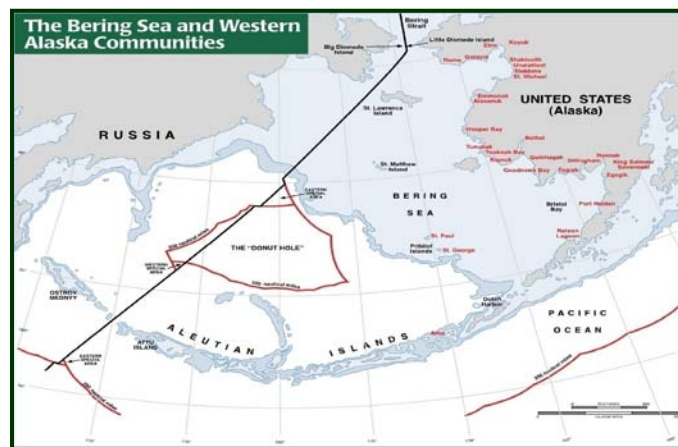 The Bering Sea and Western
Alaska Communities
Bering
Strait
Big Diomede
Island
Little Diomede Island
Elim
Koyuk
Nome
Golovin
Shaktoolik
Unalakleet
Stebbins
St. Michael
RUSSIA
St. Lawrence
Island
Emmonak
Alakanuk
UNITED STATES
(Alaska)
Hooper Bay
Bethel
Tununak
Toksook Bay
Kipnuk
Quinhagak
Dillingham
Naknek
King Salmon/
Savonoski
St. Matthew
Island
Goodnews Bay
Togiak
Egegik
EASTERN
SPECIAL
AREA
BERING
SEA
Bristol
Bay
Port Heiden
200 nautical miles
THE "DONUT HOLE"
St. Paul
Pribilof
Islands
St. George
Nelson
Lagoon
WESTERN
SPECIAL
AREA
200 nautical miles
OSTROV
MEDNYY
Dutch
Harbor
PACIFIC
OCEAN
ATTU
ISLAND
ALEUTIAN
ISLANDS
Atka
EASTERN
SPECIAL
AREA
200 nautical miles
200 nautical miles